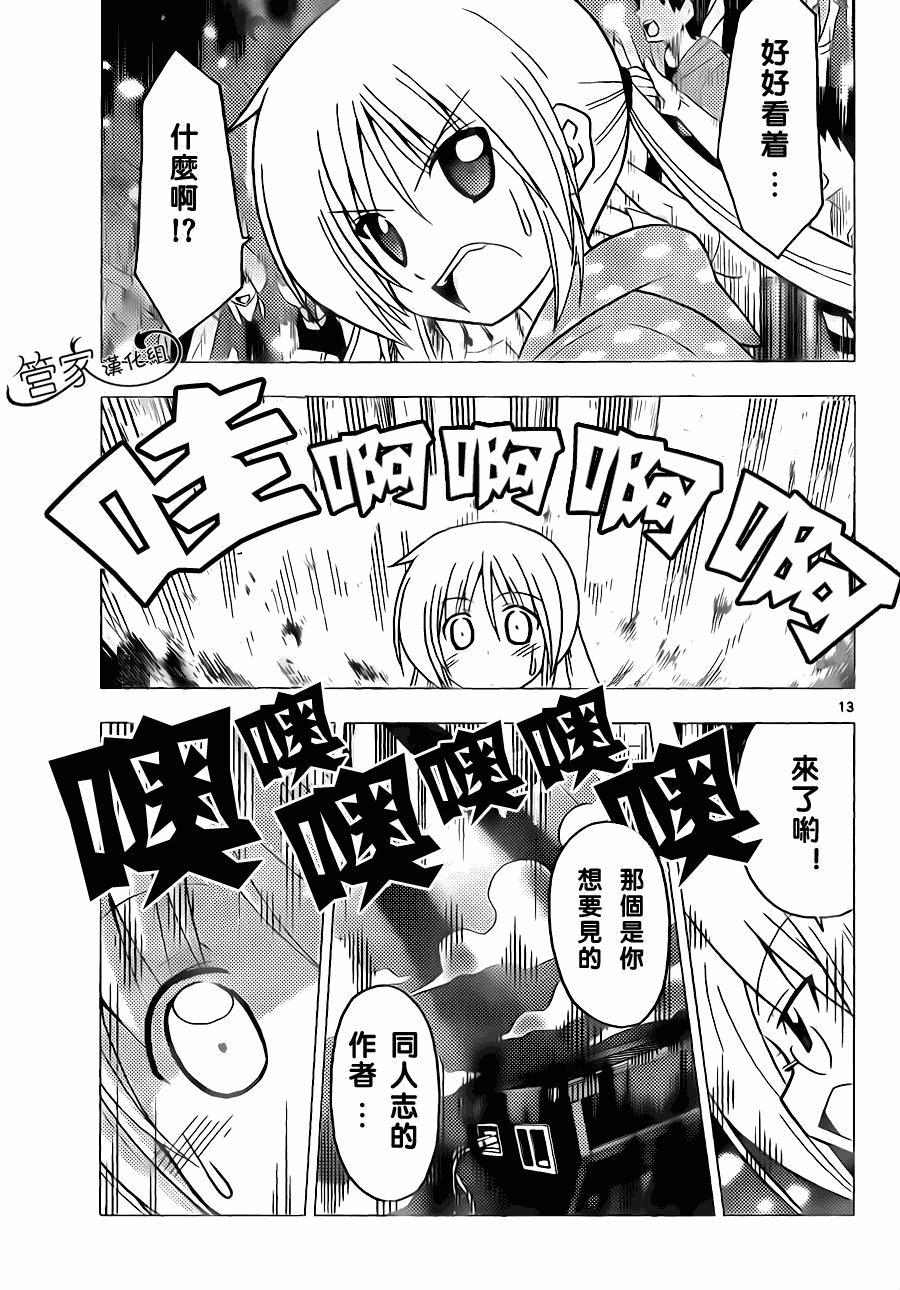 好好看着…
什麼啊!?
管家
漢化組
哇啊啊啊啊
13
來了喲！
噢噢噢噢噢噢
那個是你
想要見的
同人志的
作者…